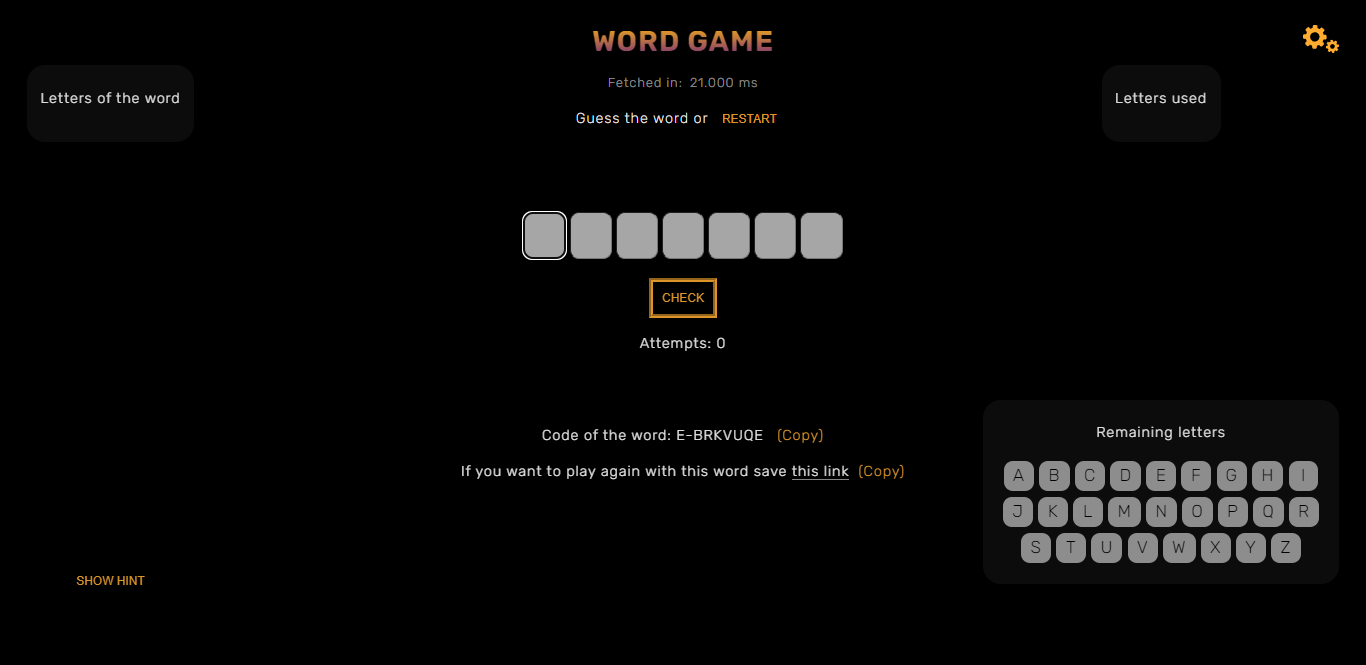 WORD GAME
Fetched in: 21.000 ms
Letters of the word
Letters used
Guess the word or RESTART
CHECK
Attempts: 0
Code of the word: E-BRKVUQE (Copy)
If you want to play again with this word save this link (Copy)
Remaining letters
A B C D E F G H I
J K L M N O P Q R
S T U V W X Y Z
SHOW HINT